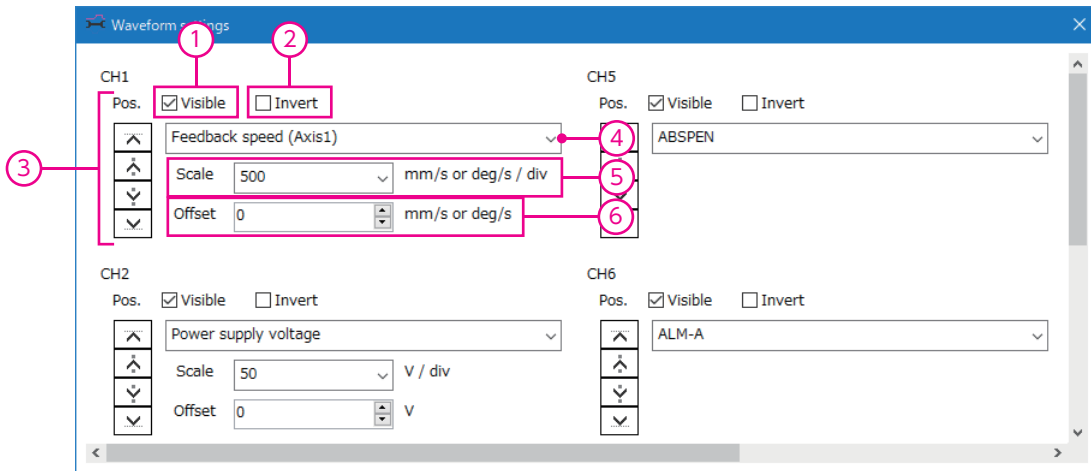 Waveform settings
1
2
CH1
Pos. Visible Invert
3
Feedback speed (Axis1)
4
Scale 500 mm/s or deg/s / div
5
Offset 0 mm/s or deg/s
6
CH5
Pos. Visible Invert
ABSPEN
CH2
Pos. Visible Invert
Power supply voltage
Scale 50 V / div
Offset 0 V
CH6
Pos. Visible Invert
ALM-A